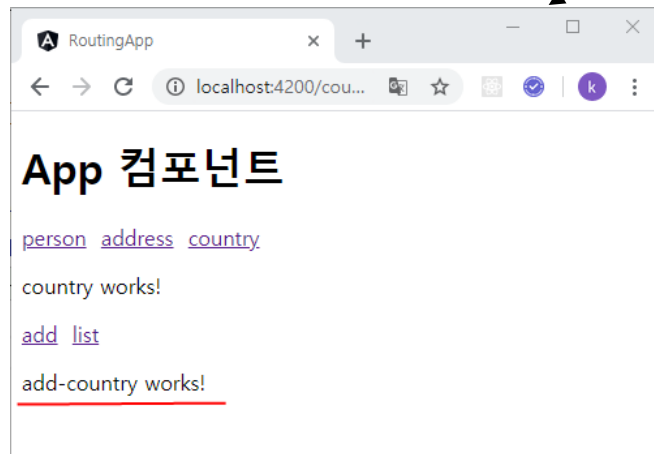 RoutingApp
localhost:4200/cou...
k
App 컴포넌트
person address country
country works!
add list
add-country works!